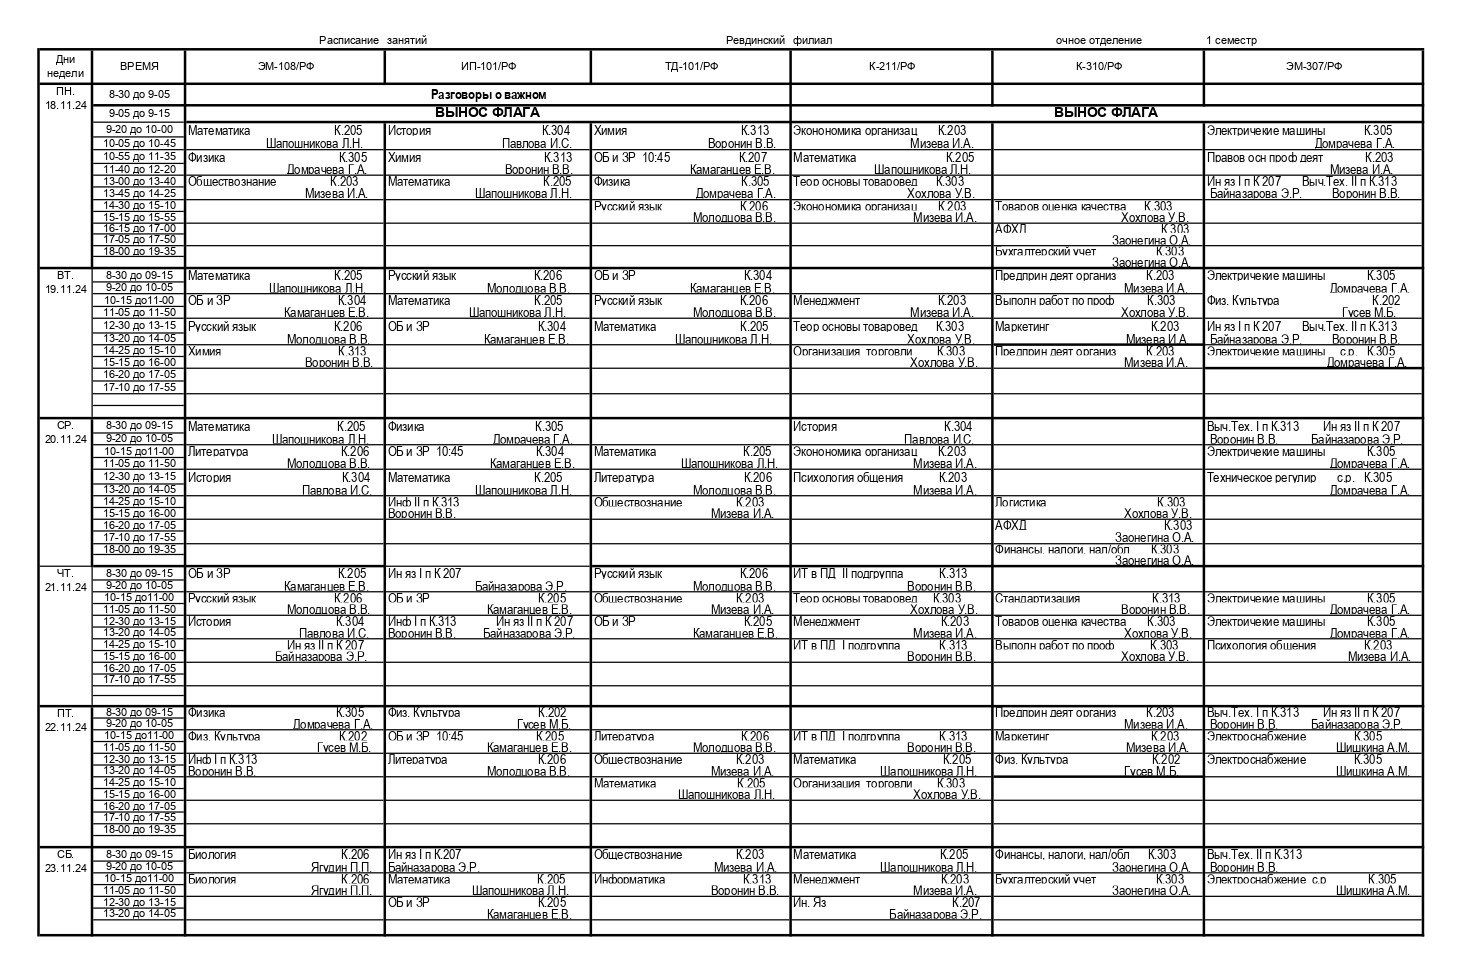 Расписание занятий Ревдинский филиал очное отделение 1 семестр
Дни недели ВРЕМЯ ЭМ-108/РФ ИП-101/РФ ТД-101/РФ К-211/РФ К-310/РФ ЭМ-307/РФ
ПН. 8-30 до 9-05 Разговоры о важном
18.11.24
9-05 до 9-15 ВЫНОС ФЛАГА ВЫНОС ФЛАГА
9-20 до 10-00 Математика К.205 История К.304 Химия К.313 Эконономика организац К.203 Электричекие машины К.305
10-05 до 10-45 Шапошникова Л.Н. Павлова И.С. Воронин В.В. Мизева И.А. Домрачева Г.А.
10-55 до 11-35 Физика К.305 Химия К.313 ОБ и ЗР 10:45 К.207 Математика К.205 Правов осн проф деят К.203
11-40 до 12-20 Домрачева Г.А. Воронин В.В. Камаганцев Е.В. Шапошникова Л.Н. Мизева И.А.
13-00 до 13-40 Обществознание К.203 Математика К.205 Физика К.305 Теор основы товаровед К.303 Ин яз I п К 207 Выч.Тех. II п К.313
13-45 до 14-25 Мизева И.А. Шапошникова Л.Н. Домрачева Г.А. Хохлова У.В. Байназарова Э.Р. Воронин В.В.
14-30 до 15-10 Русский язык К.206 Эконономика организац К.203 Товаров оценка качества К.303
15-15 до 15-55 Молодцова В.В. Мизева И.А. Хохлова У.В.
16-15 до 17-00 АФХД К.303
17-05 до 17-50 Заонегина О.А.
18-00 до 19-35 Бухгалтерский учет К.303
Заонегина О.А.
ВТ. 8-30 до 09-15 Математика К.205 Русский язык К.206 ОБ и ЗР К.304 Предприн деят организ К.203 Электричекие машины К.305
19.11.24 9-20 до 10-05 Шапошникова Л.Н. Молодцова В.В. Камаганцев Е.В. Мизева И.А. Домрачева Г.А.
10-15 до11-00 ОБ и ЗР К.304 Математика К.205 Русский язык К.206 Менеджмент К.203 Выполн работ по проф К.303 Физ. Культура К.202
11-05 до 11-50 Камаганцев Е.В. Шапошникова Л.Н. Молодцова В.В. Мизева И.А. Хохлова У.В. Гусев М.Б.
12-30 до 13-15 Русский язык К.206 ОБ и ЗР К.304 Математика К.205 Теор основы товаровед К.303 Маркетинг К.203 Ин яз I п К 207 Выч.Тех. II п К.313
13-20 до 14-05 Молодцова В.В. Камаганцев Е.В. Шапошникова Л.Н. Хохлова У.В. Мизева И.А. Байназарова Э.Р. Воронин В.В.
14-25 до 15-10 Химия К.313 Организация торговли К.303 Предприн деят организ К.203 Электричекие машины с.р. К.305
15-15 до 16-00 Воронин В.В. Хохлова У.В. Мизева И.А. Домрачева Г.А.
16-20 до 17-05
17-10 до 17-55
СР. 8-30 до 09-15 Математика К.205 Физика К.305 История К.304 Выч.Тех. I п К.313 Ин яз II п К 207
20.11.24 9-20 до 10-05 Шапошникова Л.Н. Домрачева Г.А. Павлова И.С. Воронин В.В. Байназарова Э.Р.
10-15 до11-00 Литература К.206 ОБ и ЗР 10:45 К.304 Математика К.205 Эконономика организац К.203 Электричекие машины К.305
11-05 до 11-50 Молодцова В.В. Камаганцев Е.В. Шапошникова Л.Н. Мизева И.А. Домрачева Г.А.
12-30 до 13-15 История К.304 Математика К.205 Литература К.206 Психология общения К.203 Техническое регулир с.р. К.305
13-20 до 14-05 Павлова И.С. Шапошникова Л.Н. Молодцова В.В. Мизева И.А. Домрачева Г.А.
14-25 до 15-10 Инф II п К.313 Обществознание К.203 Логистика К.303
15-15 до 16-00 Воронин В.В. Мизева И.А. Хохлова У.В.
16-20 до 17-05 АФХД К.303
17-10 до 17-55 Заонегина О.А.
18-00 до 19-35 Финансы, налоги, нал/обл К.303
Заонегина О.А.
ЧТ. 8-30 до 09-15 ОБ и ЗР К.205 Ин яз I п К 207 Русский язык К.206 ИТ в ПД II подгруппа К.313
21.11.24 9-20 до 10-05 Камаганцев Е.В. Байназарова Э.Р. Молодцова В.В. Воронин В.В.
10-15 до11-00 Русский язык К.206 ОБ и ЗР К.205 Обществознание К.203 Теор основы товаровед К.303 Стандартизация К.313 Электричекие машины К.305
11-05 до 11-50 Молодцова В.В. Камаганцев Е.В. Мизева И.А. Хохлова У.В. Воронин В.В. Домрачева Г.А.
12-30 до 13-15 История К.304 Инф I п К.313 Ин яз II п К 207 ОБ и ЗР К.205 Менеджмент К.203 Товаров оценка качества К.303 Электричекие машины К.305
13-20 до 14-05 Павлова И.С. Воронин В.В. Байназарова Э.Р. Камаганцев Е.В. Мизева И.А. Хохлова У.В. Домрачева Г.А.
14-25 до 15-10 Ин яз II п К 207 ИТ в ПД I подгруппа К.313 Выполн работ по проф К.303 Психология общения К.203
15-15 до 16-00 Байназарова Э.Р. Воронин В.В. Хохлова У.В. Мизева И.А.
16-20 до 17-05
17-10 до 17-55
ПТ. 8-30 до 09-15 Физика К.305 Физ. Культура К.202 Предприн деят организ К.203 Выч.Тех. I п К.313 Ин яз II п К 207
22.11.24 9-20 до 10-05 Домрачева Г.А. Гусев М.Б. Мизева И.А. Воронин В.В. Байназарова Э.Р.
10-15 до11-00 Физ. Культура К.202 ОБ и ЗР 10:45 К.205 Литература К.206 ИТ в ПД I подгруппа К.313 Маркетинг К.203 Электроснабжение К.305
11-05 до 11-50 Гусев М.Б. Камаганцев Е.В. Молодцова В.В. Воронин В.В. Мизева И.А. Шишкина А.М.
12-30 до 13-15 Инф I п К.313 Литература К.206 Обществознание К.203 Математика К.205 Физ. Культура К.202 Электроснабжение К.305
13-20 до 14-05 Воронин В.В. Молодцова В.В. Мизева И.А. Шапошникова Л.Н. Гусев М.Б. Шишкина А.М.
14-25 до 15-10 Математика К.205 Организация торговли К.303
15-15 до 16-00 Шапошникова Л.Н. Хохлова У.В.
16-20 до 17-05
17-10 до 17-55
18-00 до 19-35
СБ. 8-30 до 09-15 Биология К.206 Ин яз I п К.207 Обществознание К.203 Математика К.205 Финансы, налоги, нал/обл К.303 Выч.Тех. II п К.313
23.11.24 9-20 до 10-05 Ягудин П.П. Байназарова Э.Р. Мизева И.А. Шапошникова Л.Н. Заонегина О.А. Воронин В.В.
10-15 до11-00 Биология К.206 Математика К.205 Информатика К.313 Менеджмент К.203 Бухгалтерский учет К.303 Электроснабжение с.р К.305
11-05 до 11-50 Ягудин П.П. Шапошникова Л.Н. Воронин В.В. Мизева И.А. Заонегина О.А. Шишкина А.М.
12-30 до 13-15 ОБ и ЗР К.205 Ин. Яз К.207
13-20 до 14-05 Камаганцев Е.В. Байназарова Э.Р.